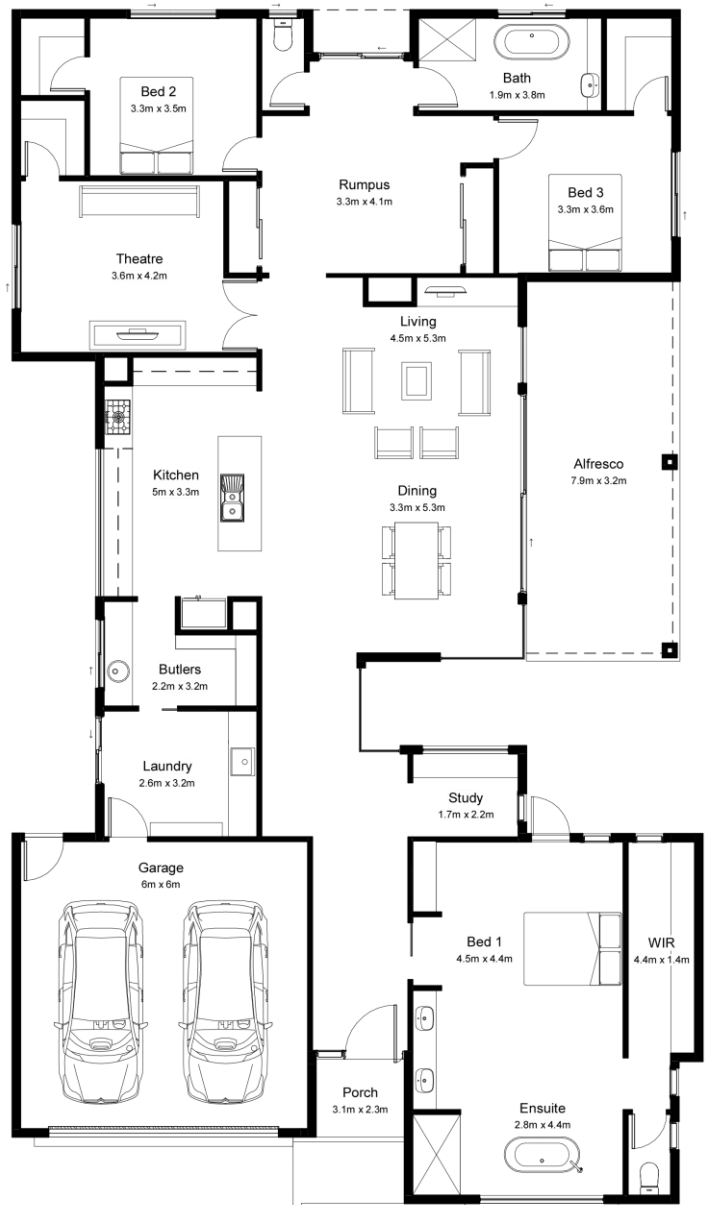 Bed 2
3.3m x 3.5m
Bath
1.9m x 3.8m
Rumpus
3.3m x 4.1m
Bed 3
3.3m x 3.6m
Theatre
3.6m x 4.2m
Living
4.5m x 5.3m
Kitchen
5m x 3.3m
Dining
3.3m x 5.3m
Alfresco
7.9m x 3.2m
Butlers
2.2m x 3.2m
Laundry
2.6m x 3.2m
Study
1.7m x 2.2m
Garage
6m x 6m
Bed 1
4.5m x 4.4m
WIR
4.4m x 1.4m
Porch
3.1m x 2.3m
Ensuite
2.8m x 4.4m